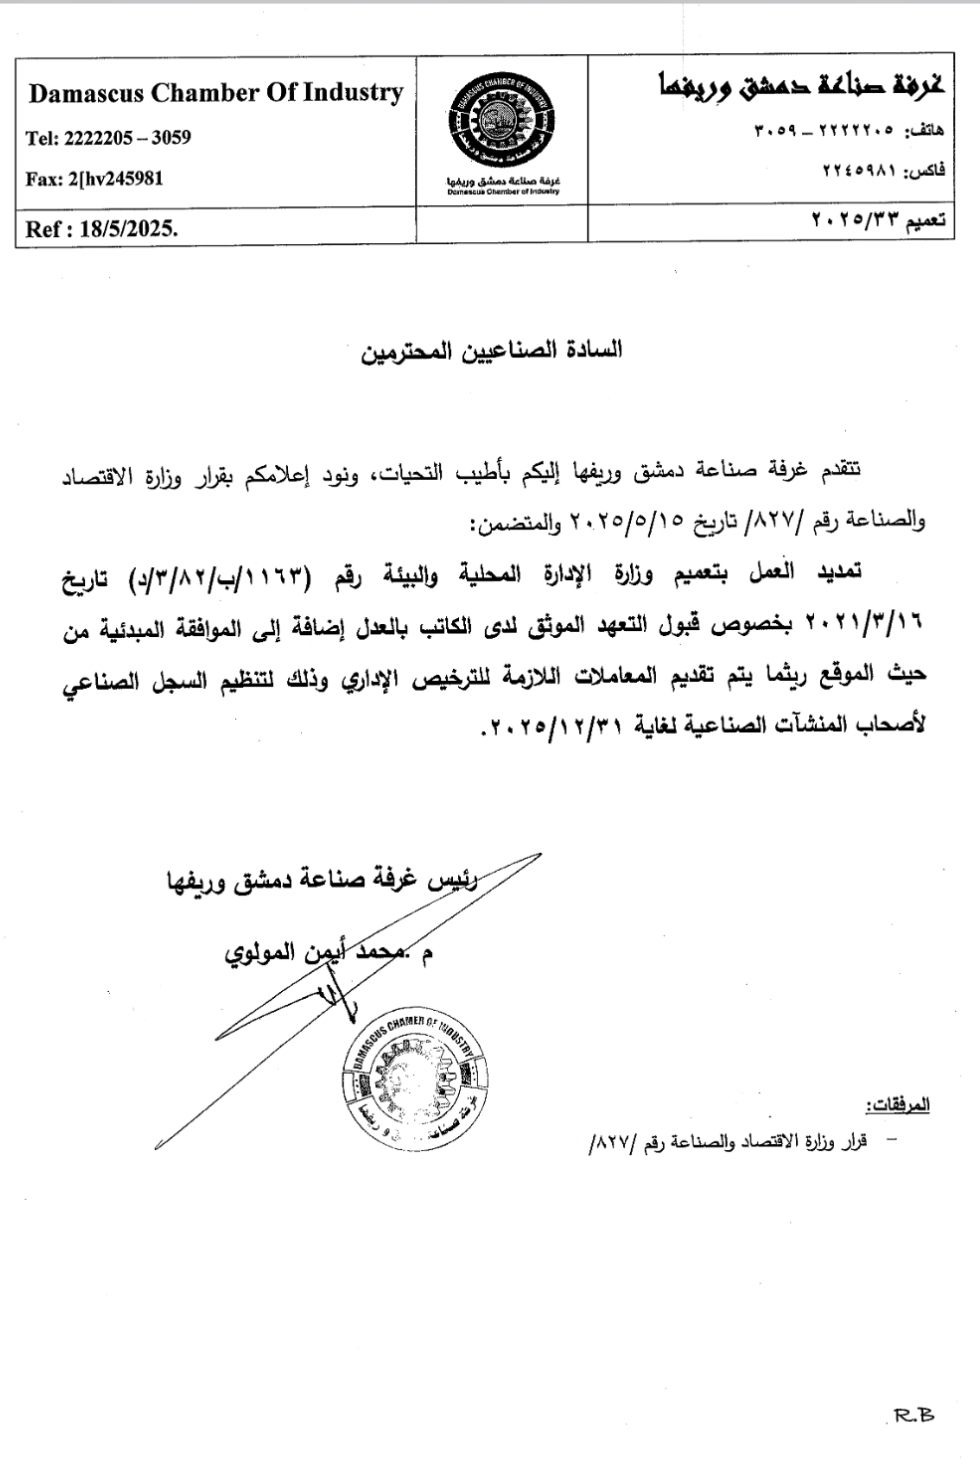 Damascus Chamber Of Industry
Tel: 2222205 – 3059
Fax: 2[hv245981
Ref : 18/5/2025.
DAMASCUS CHAMBER OF INDUSTRY
غرفة صناعة دمشق وريفها
غرفة صناعة دمشق وريفها
Damascus Chamber of Industry
غرفة صناعة دمشق وريفها
هاتف: ٢٢٢٢٢٠٥ – ٣٠٥٩
فاكس: ٢٢٤٥٩٨١
تعميم ٢٠٢٥/٣٣
السادة الصناعيين المحترمين
تتقدم غرفة صناعة دمشق وريفها إليكم بأطيب التحيات، ونود إعلامكم بقرار وزارة الاقتصاد
والصناعة رقم /٨٢٧/ تاريخ ٢٠٢٥/٥/١٥ والمتضمن:
تمديد العمل بتعميم وزارة الإدارة المحلية والبيئة رقم (١١٦٣/ب/٣/٨٢/د) تاريخ
٢٠٢١/٣/١٦ بخصوص قبول التعهد الموثق لدى الكاتب بالعدل إضافة إلى الموافقة المبدئية من
حيث الموقع ريثما يتم تقديم المعاملات اللازمة للترخيص الإداري وذلك لتنظيم السجل الصناعي
لأصحاب المنشآت الصناعية لغاية ٢٠٢٥/١٢/٣١.
رئيس غرفة صناعة دمشق وريفها
م .محمد أيمن المولوي
DAMASCUS CHAMER OF INDUSTRY
غرفة صناعة و ريفها
المرفقات:
– قرار وزارة الاقتصاد والصناعة رقم /٨٢٧/
R.B